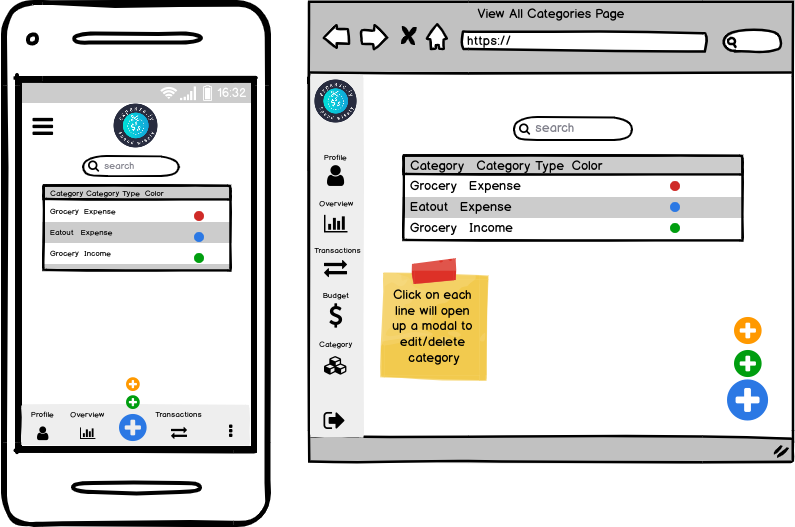 16:32
search
Category Category Type Color
Grocery Expense
Eatout Expense
Grocery Income
Profile
Overview
Transactions
View All Categories Page
https://
search
Profile
Overview
Transactions
Budget
Category
Category Category Type Color
Grocery Expense
Eatout Expense
Grocery Income
Click on each
line will open
up a modal to
edit/delete
category